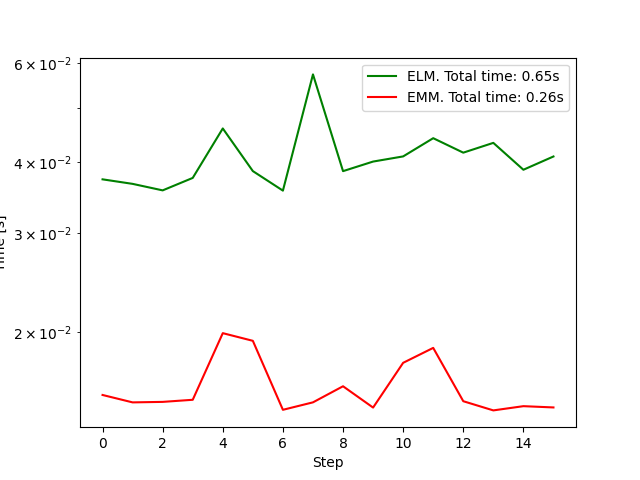 6 × 10⁻²
4 × 10⁻²
3 × 10⁻²
2 × 10⁻²
ELM. Total time: 0.65s
EMM. Total time: 0.26s
Time [s]
0 2 4 6 8 10 12 14
Step